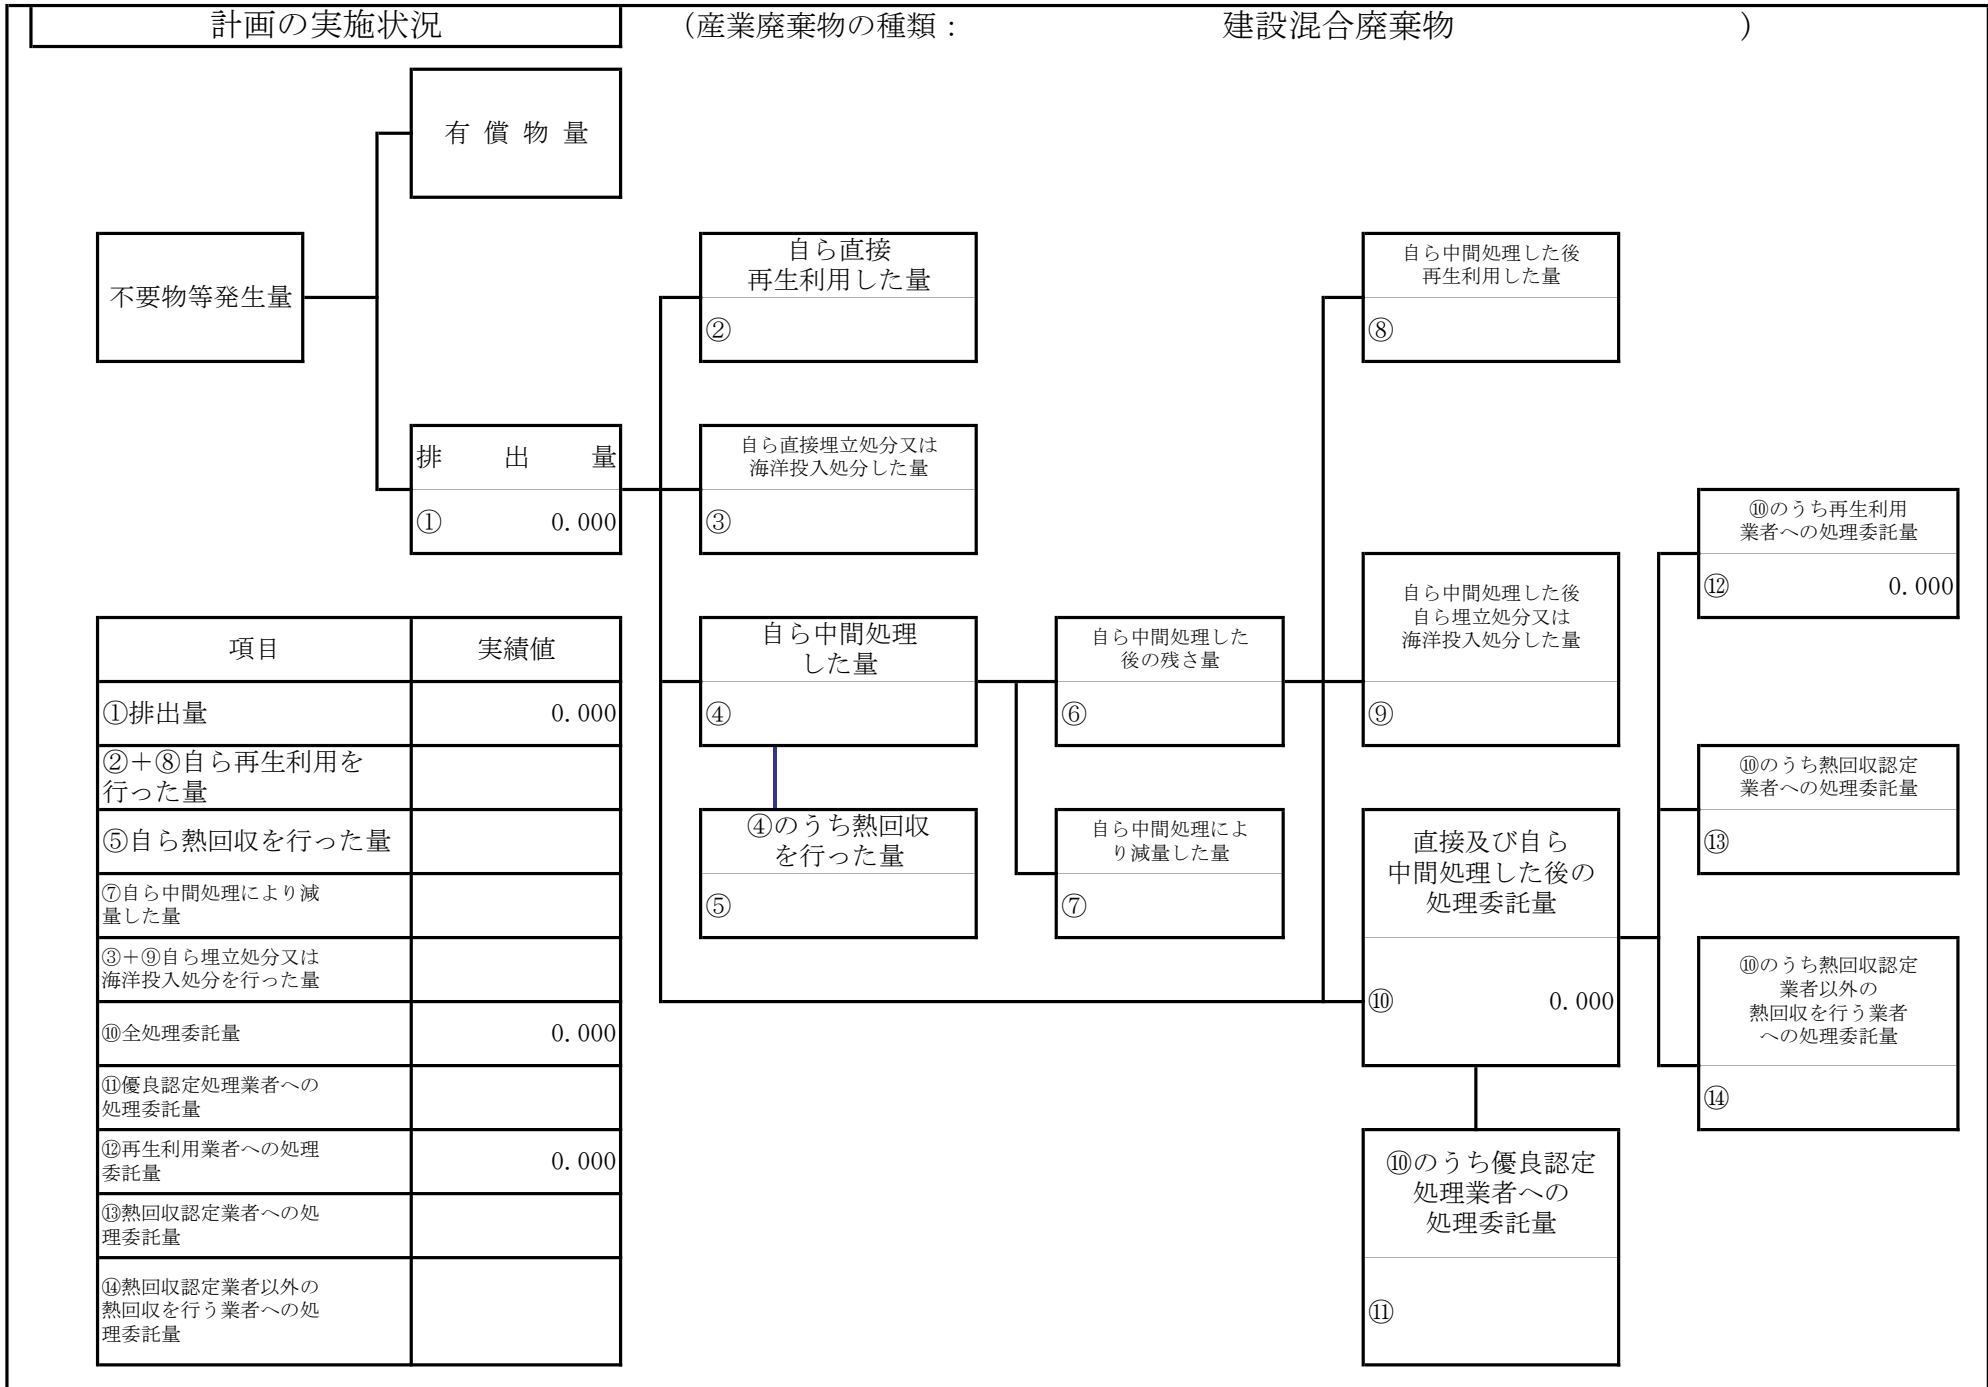 計画の実施状況 (産業廃棄物の種類： 建設混合廃棄物 )
有 償 物 量
不要物等発生量
排 出 量
① 0.000
自ら直接
再生利用した量
②
自ら直接埋立処分又は
海洋投入処分した量
③
自ら中間処理
した量
④
④のうち熱回収
を行った量
⑤
自ら中間処理した
後の残さ量
⑥
自ら中間処理によ
り減量した量
⑦
自ら中間処理した後
再生利用した量
⑧
自ら中間処理した後
自ら埋立処分又は
海洋投入処分した量
⑨
直接及び自ら
中間処理した後の
処理委託量
⑩ 0.000
⑩のうち優良認定
処理業者への
処理委託量
⑪
⑩のうち再生利用
業者への処理委託量
⑫ 0.000
⑩のうち熱回収認定
業者への処理委託量
⑬
⑩のうち熱回収認定
業者以外の
熱回収を行う業者
への処理委託量
⑭
項目 実績値
①排出量 0.000
②＋⑧自ら再生利用を
行った量
⑤自ら熱回収を行った量
⑦自ら中間処理により減
量した量
③＋⑨自ら埋立処分又は
海洋投入処分を行った量
⑩全処理委託量 0.000
⑪優良認定処理業者への
処理委託量
⑫再生利用業者への処理
委託量 0.000
⑬熱回収認定業者への処
理委託量
⑭熱回収認定業者以外の
熱回収を行う業者への処
理委託量